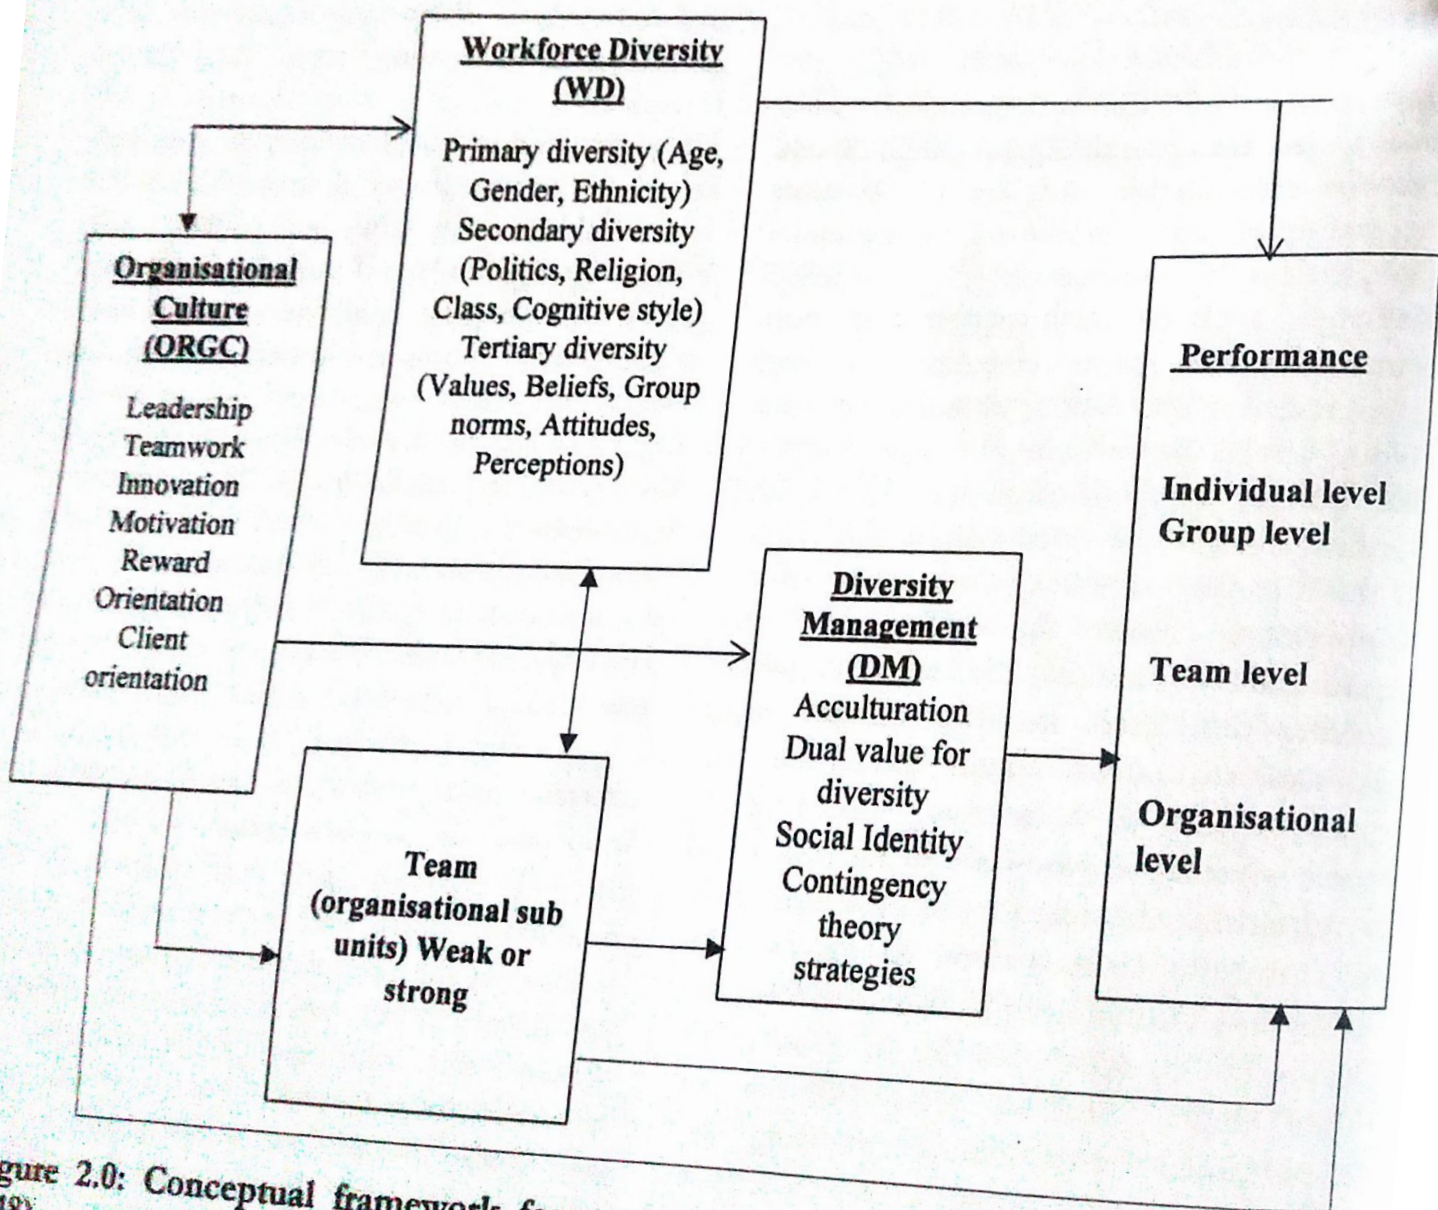 Workforce Diversity
(WD)
Primary diversity (Age,
Gender, Ethnicity)
Secondary diversity
(Politics, Religion,
Class, Cognitive style)
Tertiary diversity
(Values, Beliefs, Group
norms, Attitudes,
Perceptions)
Organisational
Culture
(ORGC)
Leadership
Teamwork
Innovation
Motivation
Reward
Orientation
Client
orientation
Team
(organisational sub
units) Weak or
strong
Diversity
Management
(DM)
Acculturation
Dual value for
diversity
Social Identity
Contingency
theory
strategies
Performance
Individual level
Group level
Team level
Organisational
level
gure 2.0: Conceptual framework